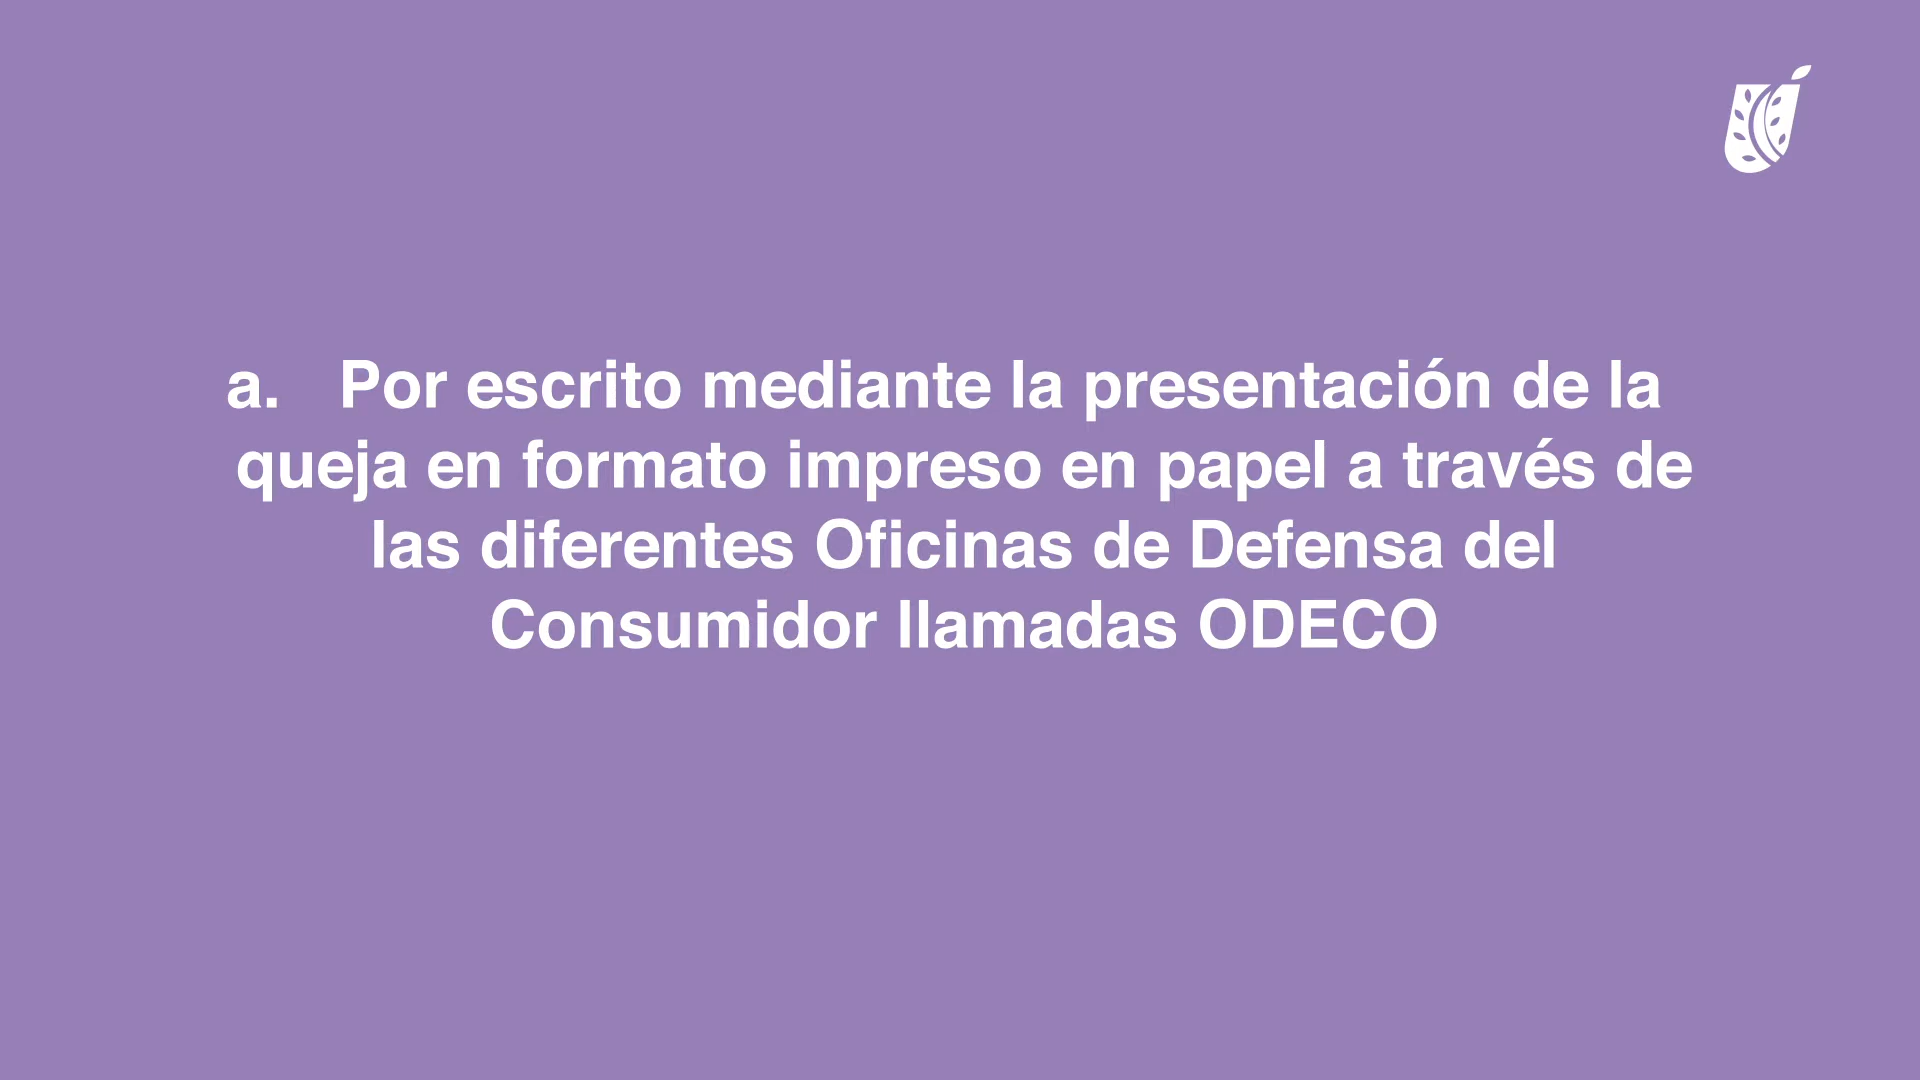 a. Por escrito mediante la presentación de la
queja en formato impreso en papel a través de
las diferentes Oficinas de Defensa del
Consumidor llamadas ODECO